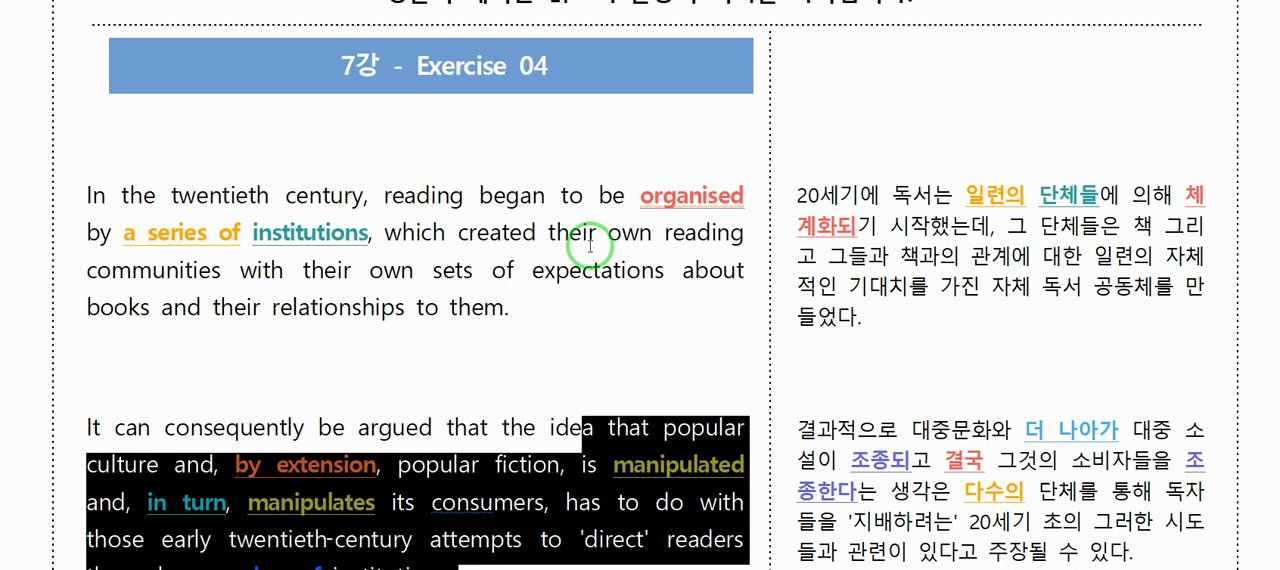 7강 - Exercise 04
In the twentieth century, reading began to be organised
by a series of institutions, which created their own reading
communities with their own sets of expectations about
books and their relationships to them.
20세기에 독서는 일련의 단체들에 의해 체
계화되기 시작했는데, 그 단체들은 책 그리
고 그들과 책과의 관계에 대한 일련의 자체
적인 기대치를 가진 자체 독서 공동체를 만
들었다.
It can consequently be argued that the idea that popular
culture and, by extension, popular fiction, is manipulated
and, in turn, manipulates its consumers, has to do with
those early twentieth-century attempts to 'direct' readers
결과적으로 대중문화와 더 나아가 대중 소
설이 조종되고 결국 그것의 소비자들을 조
종한다는 생각은 다수의 단체를 통해 독자
들을 '지배하려는' 20세기 초의 그러한 시도
들과 관련이 있다고 주장될 수 있다.